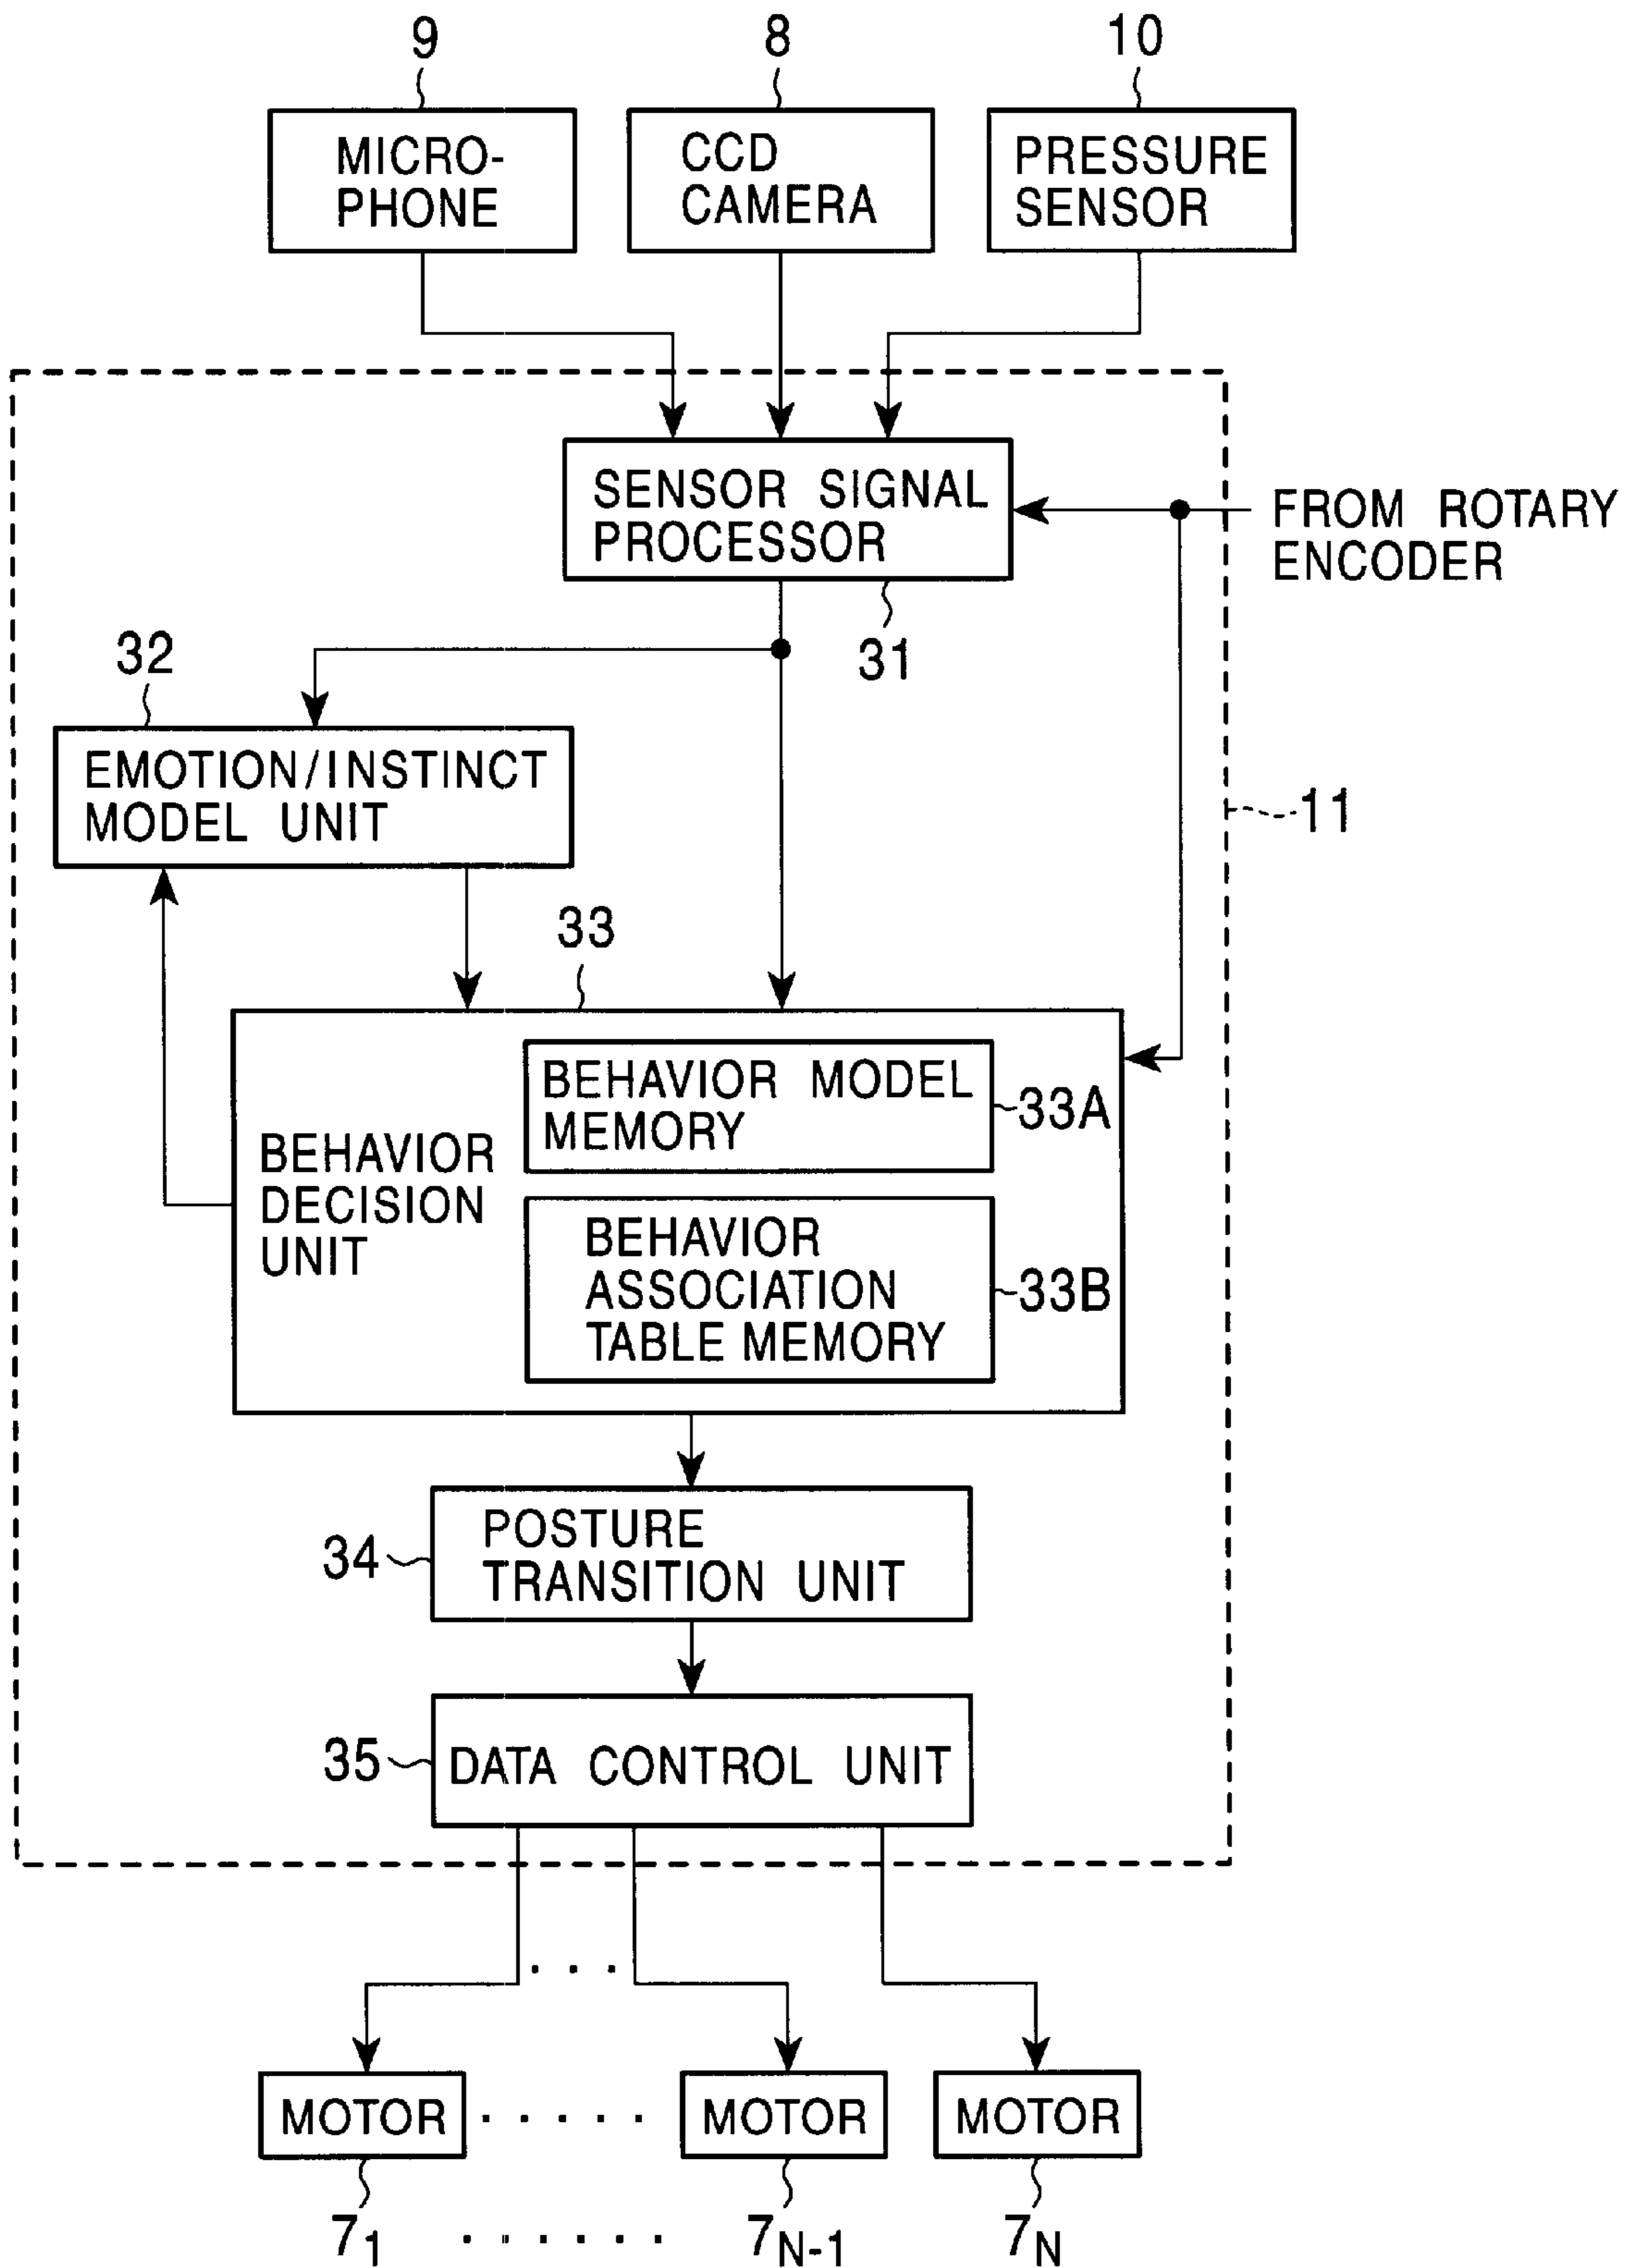 9
8
10
MICRO-
PHONE
CCD
CAMERA
PRESSURE
SENSOR
SENSOR SIGNAL
PROCESSOR
FROM ROTARY
ENCODER
31
32
EMOTION/INSTINCT
MODEL UNIT
11
33
BEHAVIOR MODEL
MEMORY
33A
BEHAVIOR
DECISION
UNIT
BEHAVIOR
ASSOCIATION
TABLE MEMORY
33B
34
POSTURE
TRANSITION UNIT
35
DATA CONTROL UNIT
. . .
MOTOR . . . . . MOTOR MOTOR
7₁ . . . . . . 7N-1 7N